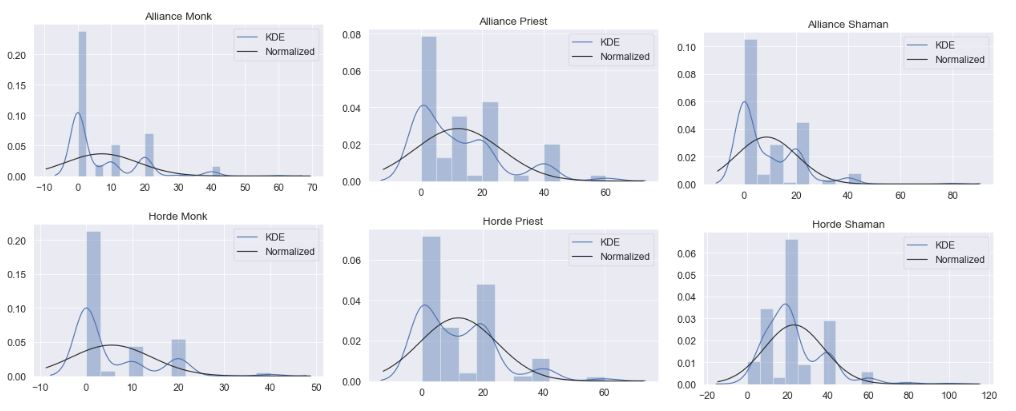 Alliance Monk
KDE
Normalized
0.20
0.15
0.10
0.05
0.00
−10 0 10 20 30 40 50 60 70
Alliance Priest
KDE
Normalized
0.08
0.06
0.04
0.02
0.00
0 20 40 60
Alliance Shaman
KDE
Normalized
0.10
0.08
0.06
0.04
0.02
0.00
0 20 40 60 80
Horde Monk
KDE
Normalized
0.20
0.15
0.10
0.05
0.00
−10 0 10 20 30 40 50
Horde Priest
KDE
Normalized
0.06
0.04
0.02
0.00
0 20 40 60
Horde Shaman
KDE
Normalized
0.06
0.05
0.04
0.03
0.02
0.01
0.00
−20 0 20 40 60 80 100 120